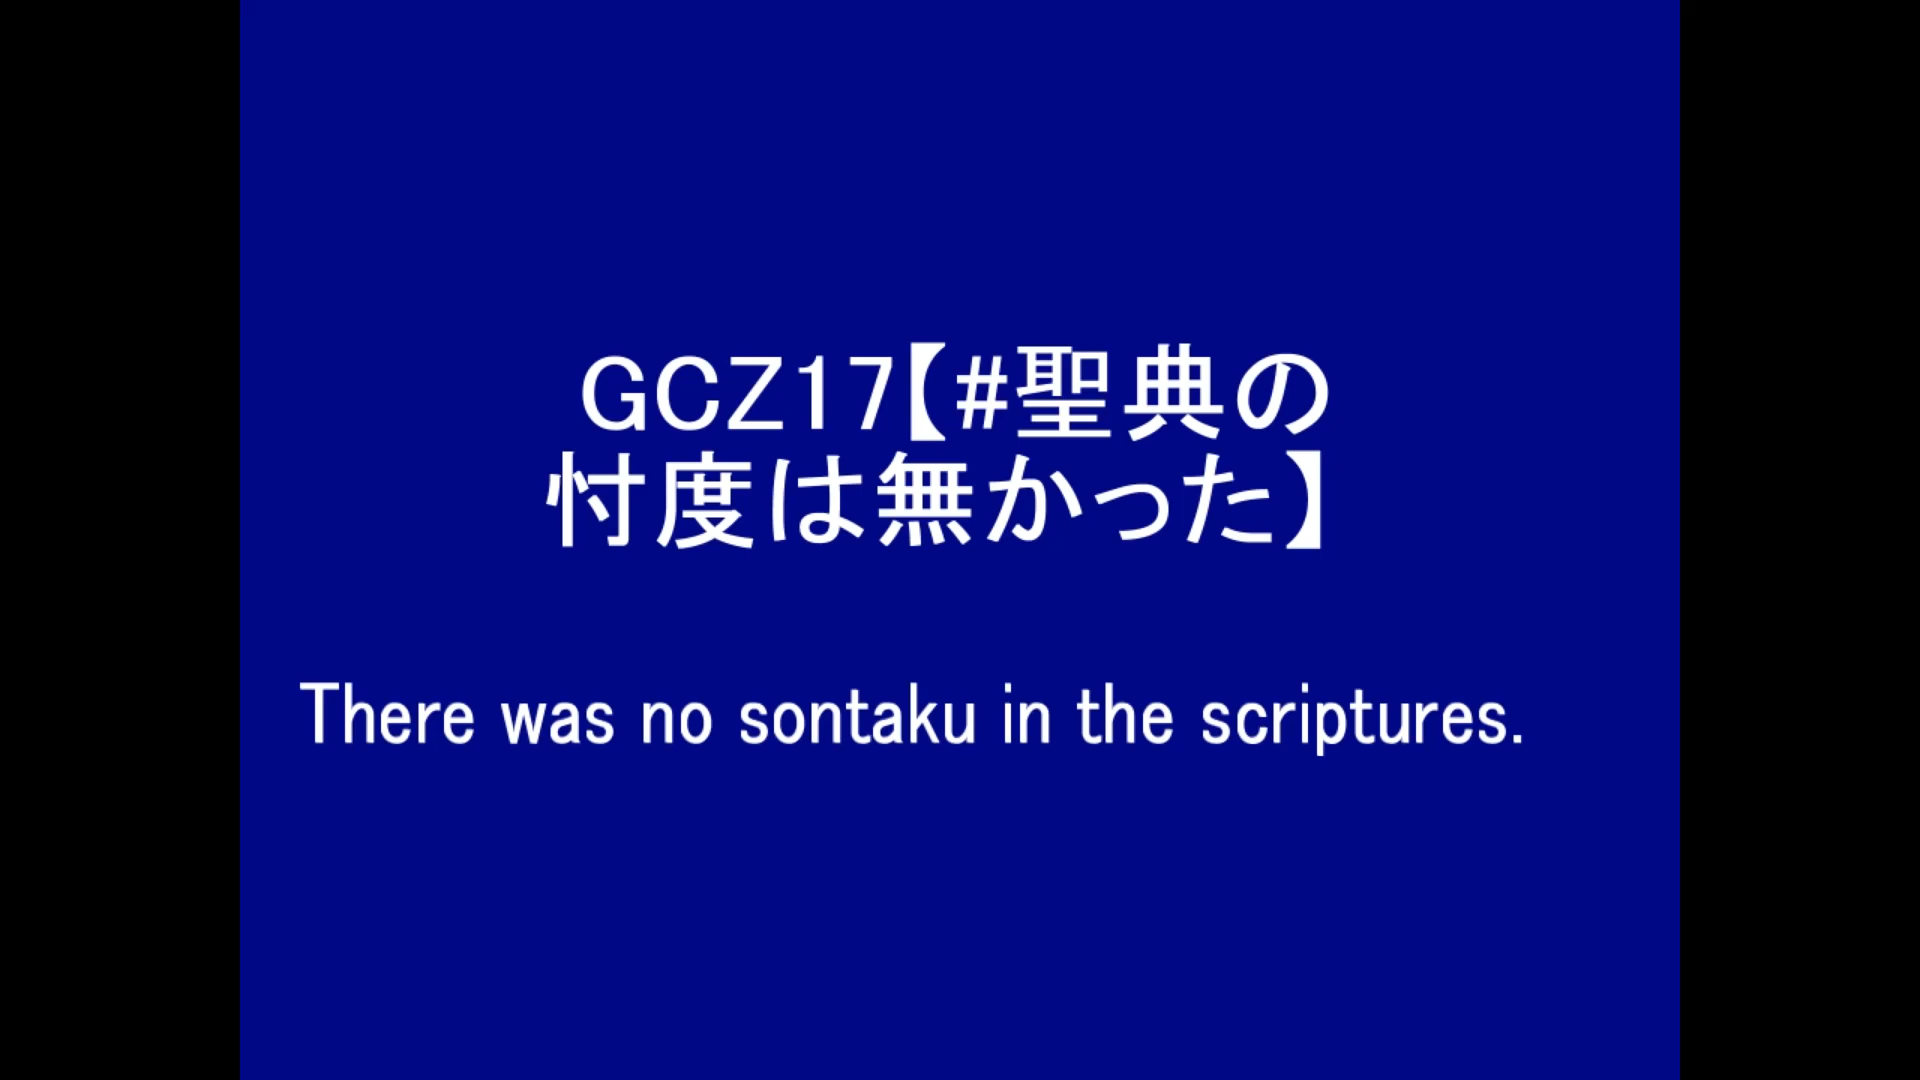 GCZ17【#聖典の
忖度は無かった】
There was no sontaku in the scriptures.